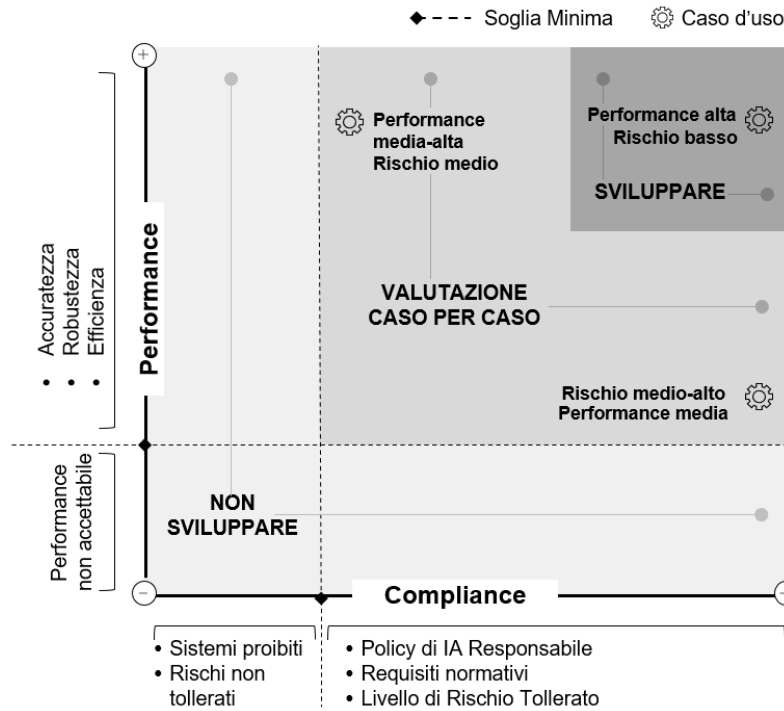 Soglia Minima
Caso d'uso
Performance
media-alta
Rischio medio
Performance alta
Rischio basso
SVILUPPARE
VALUTAZIONE
CASO PER CASO
Rischio medio-alto
Performance media
NON
SVILUPPARE
Performance
• Accuratezza
• Robustezza
• Efficienza
Performance
non accettabile
Compliance
• Sistemi proibiti
• Rischi non
tollerati
• Policy di IA Responsabile
• Requisiti normativi
• Livello di Rischio Tollerato